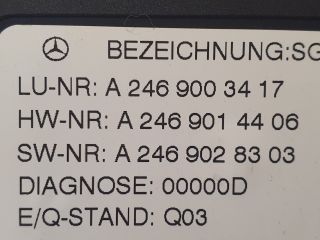 BEZEICHNUNG:SG
LU-NR: A 246 900 34 17
HW-NR: A 246 901 44 06
SW-NR: A 246 902 83 03
DIAGNOSE: 00000D
E/Q-STAND: Q03